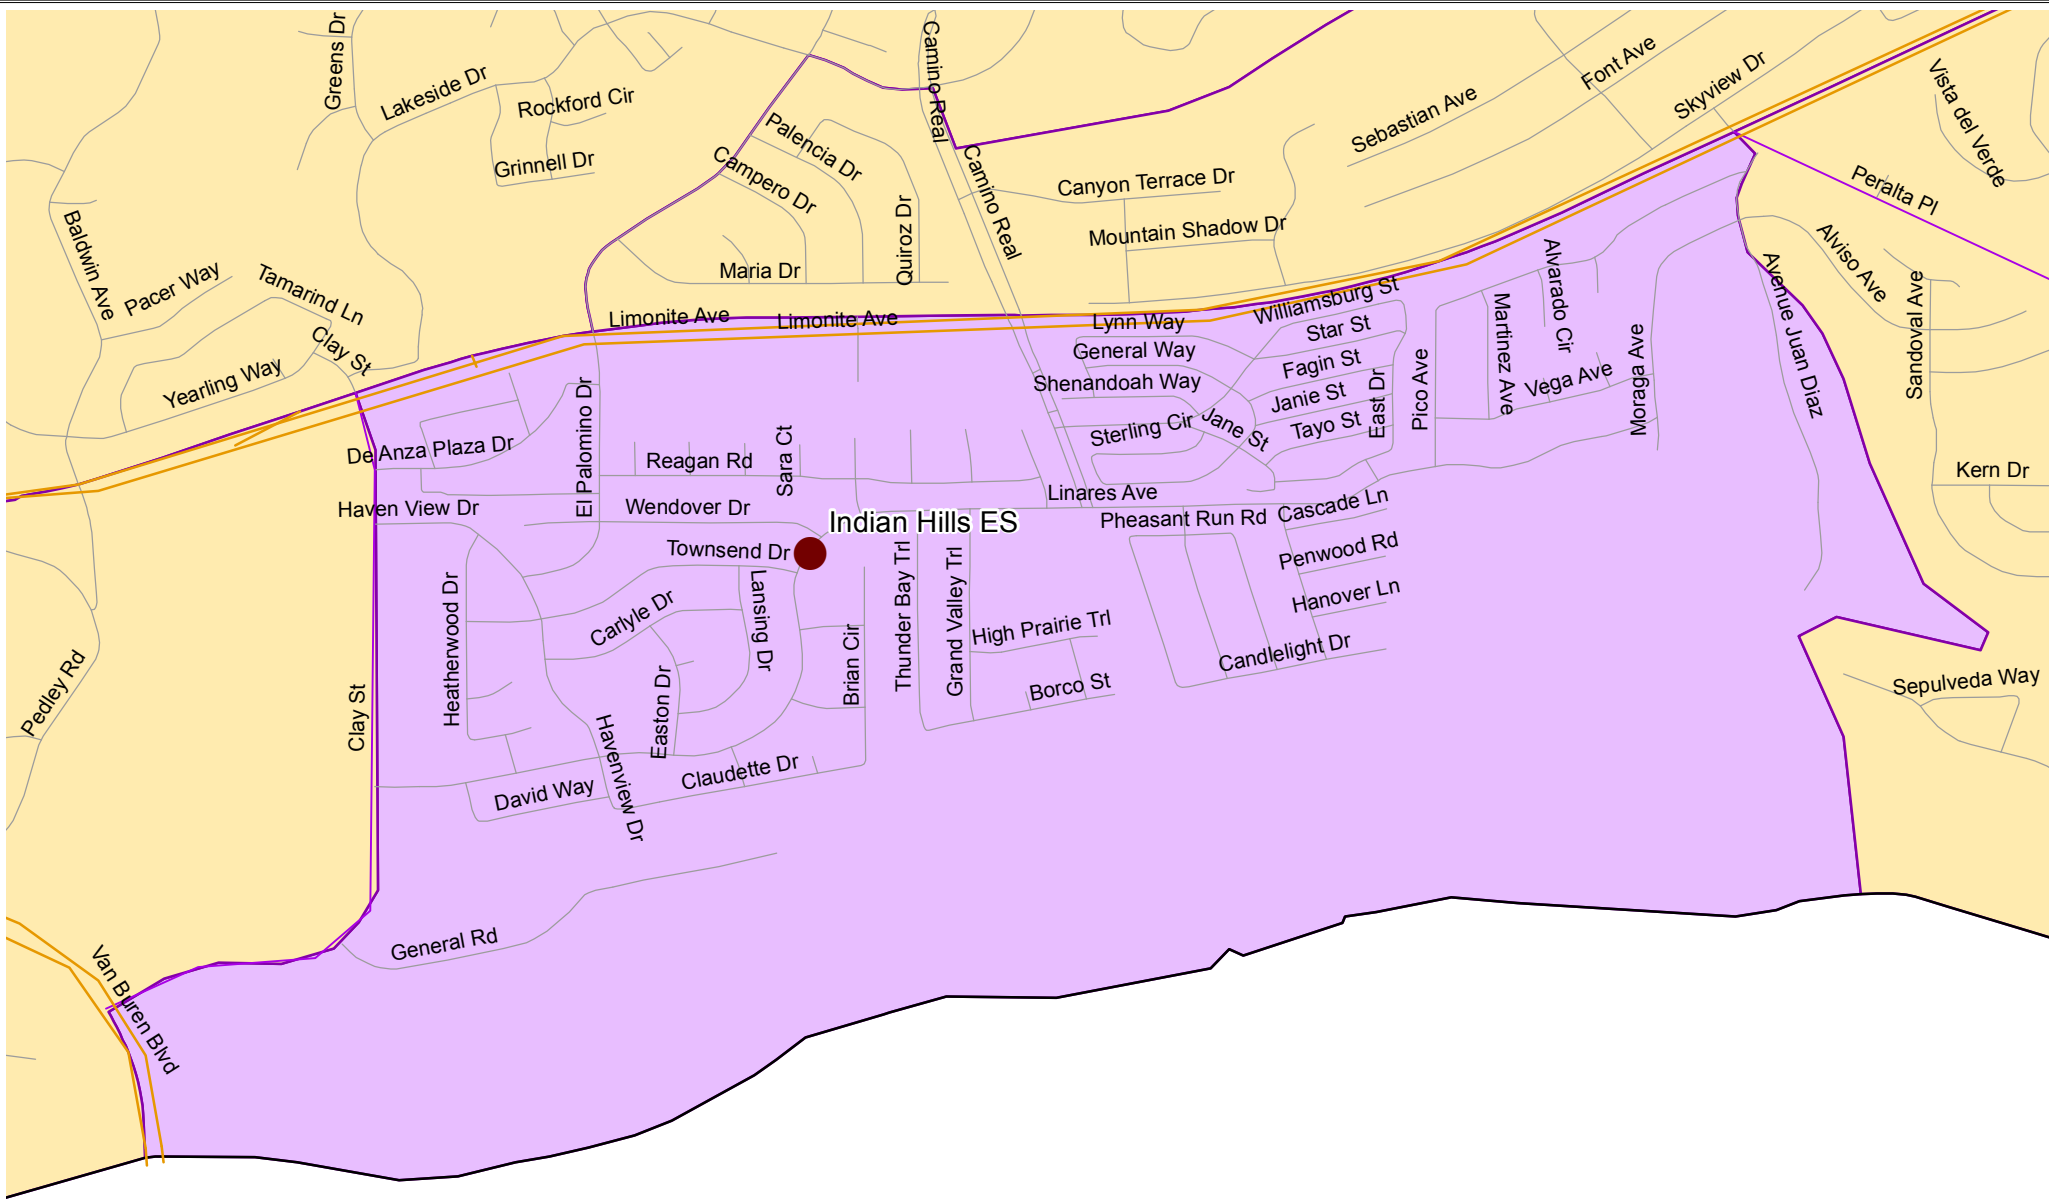 Greens Dr
Lakeside Dr
Rockford Cir
Grinnell Dr
Camino Real
Palencia Dr
Campero Dr
Quiroz Dr
Maria Dr
Camino Real
Canyon Terrace Dr
Mountain Shadow Dr
Sebastian Ave
Font Ave
Skyview Dr
Vista del Verde
Peralta Pl
Alviso Ave
Sandoval Ave
Avenue Juan Diaz
Kern Dr
Sepulveda Way
Baldwin Ave
Pacer Way
Tamarind Ln
Clay St
Yearling Way
Limonite Ave
Limonite Ave
Lynn Way
Williamsburg St
General Way
Star St
Shenandoah Way
Fagin St
Janie St
Sterling Cir
Jane St
Tayo St
East Dr
Pico Ave
Martinez Ave
Alvarado Cir
Vega Ave
Moraga Ave
De Anza Plaza Dr
El Palomino Dr
Reagan Rd
Sara Ct
Haven View Dr
Wendover Dr
Linares Ave
Indian Hills ES
Pheasant Run Rd
Cascade Ln
Townsend Dr
Penwood Rd
Hanover Ln
Candlelight Dr
Heatherwood Dr
Carlyle Dr
Lansing Dr
Brian Cir
Thunder Bay Trl
Grand Valley Trl
High Prairie Trl
Borco St
Easton Dr
Havenview Dr
Claudette Dr
David Way
Clay St
Pedley Rd
General Rd
Van Buren Blvd